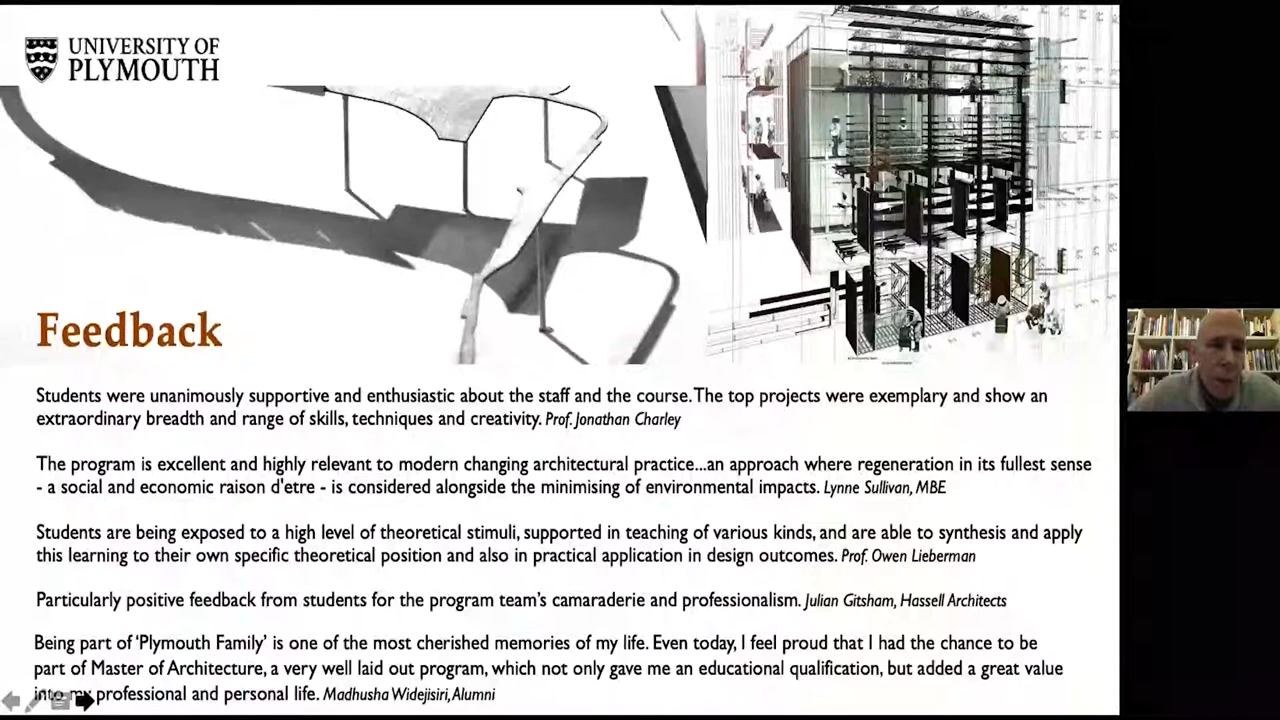 UNIVERSITY OF
PLYMOUTH
Feedback
Students were unanimously supportive and enthusiastic about the staff and the course. The top projects were exemplary and show an
extraordinary breadth and range of skills, techniques and creativity. Prof. Jonathan Charley
The program is excellent and highly relevant to modern changing architectural practice...an approach where regeneration in its fullest sense
- a social and economic raison d'etre - is considered alongside the minimising of environmental impacts. Lynne Sullivan, MBE
Students are being exposed to a high level of theoretical stimuli, supported in teaching of various kinds, and are able to synthesis and apply
this learning to their own specific theoretical position and also in practical application in design outcomes. Prof. Owen Lieberman
Particularly positive feedback from students for the program team's camaraderie and professionalism. Julian Gitsham, Hassell Architects
Being part of 'Plymouth Family' is one of the most cherished memories of my life. Even today, I feel proud that I had the chance to be
part of Master of Architecture, a very well laid out program, which not only gave me an educational qualification, but added a great value
into my professional and personal life. Madhusha Widejisiri, Alumni